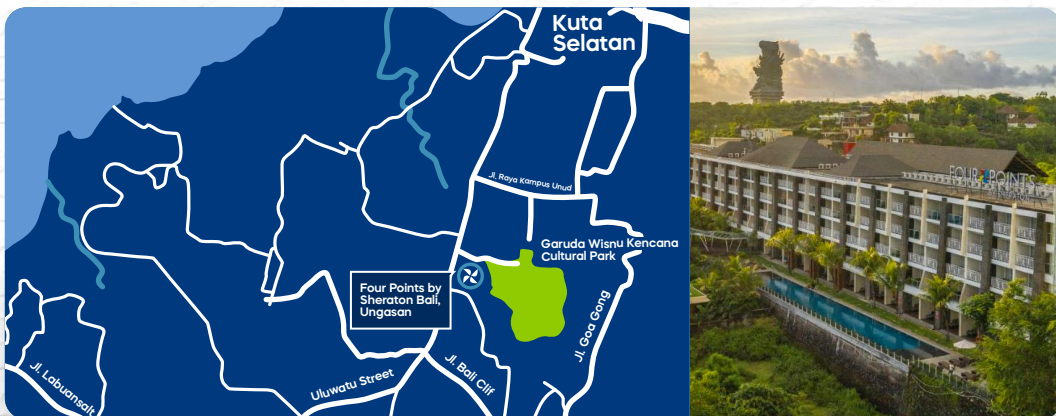 Kuta
Selatan
Jl. Raya Kampus Unud
Garuda Wisnu Kencana
Cultural Park
Four Points by
Sheraton Bali,
Ungasan
Jl. Goa Gong
Jl. Labuansait
Uluwatu Street
Jl. Bali Clif
FOUR POINTS